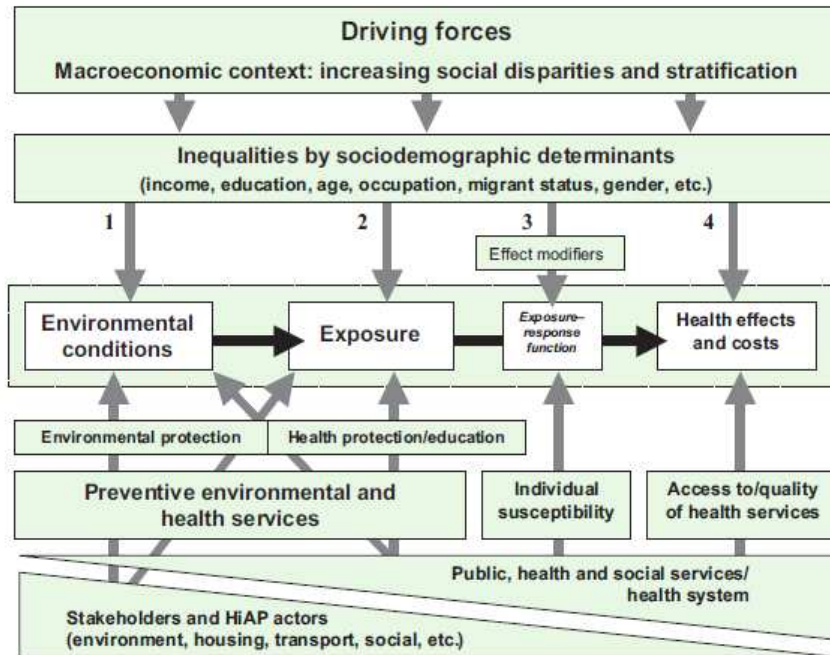 Driving forces
Macroeconomic context: increasing social disparities and stratification
Inequalities by sociodemographic determinants
(income, education, age, occupation, migrant status, gender, etc.)
1
2
3
4
Effect modifiers
Environmental
conditions
Exposure
Exposure–
response
function
Health effects
and costs
Environmental protection
Health protection/education
Preventive environmental and
health services
Individual
susceptibility
Access to/quality
of health services
Public, health and social services/
health system
Stakeholders and HiAP actors
(environment, housing, transport, social, etc.)